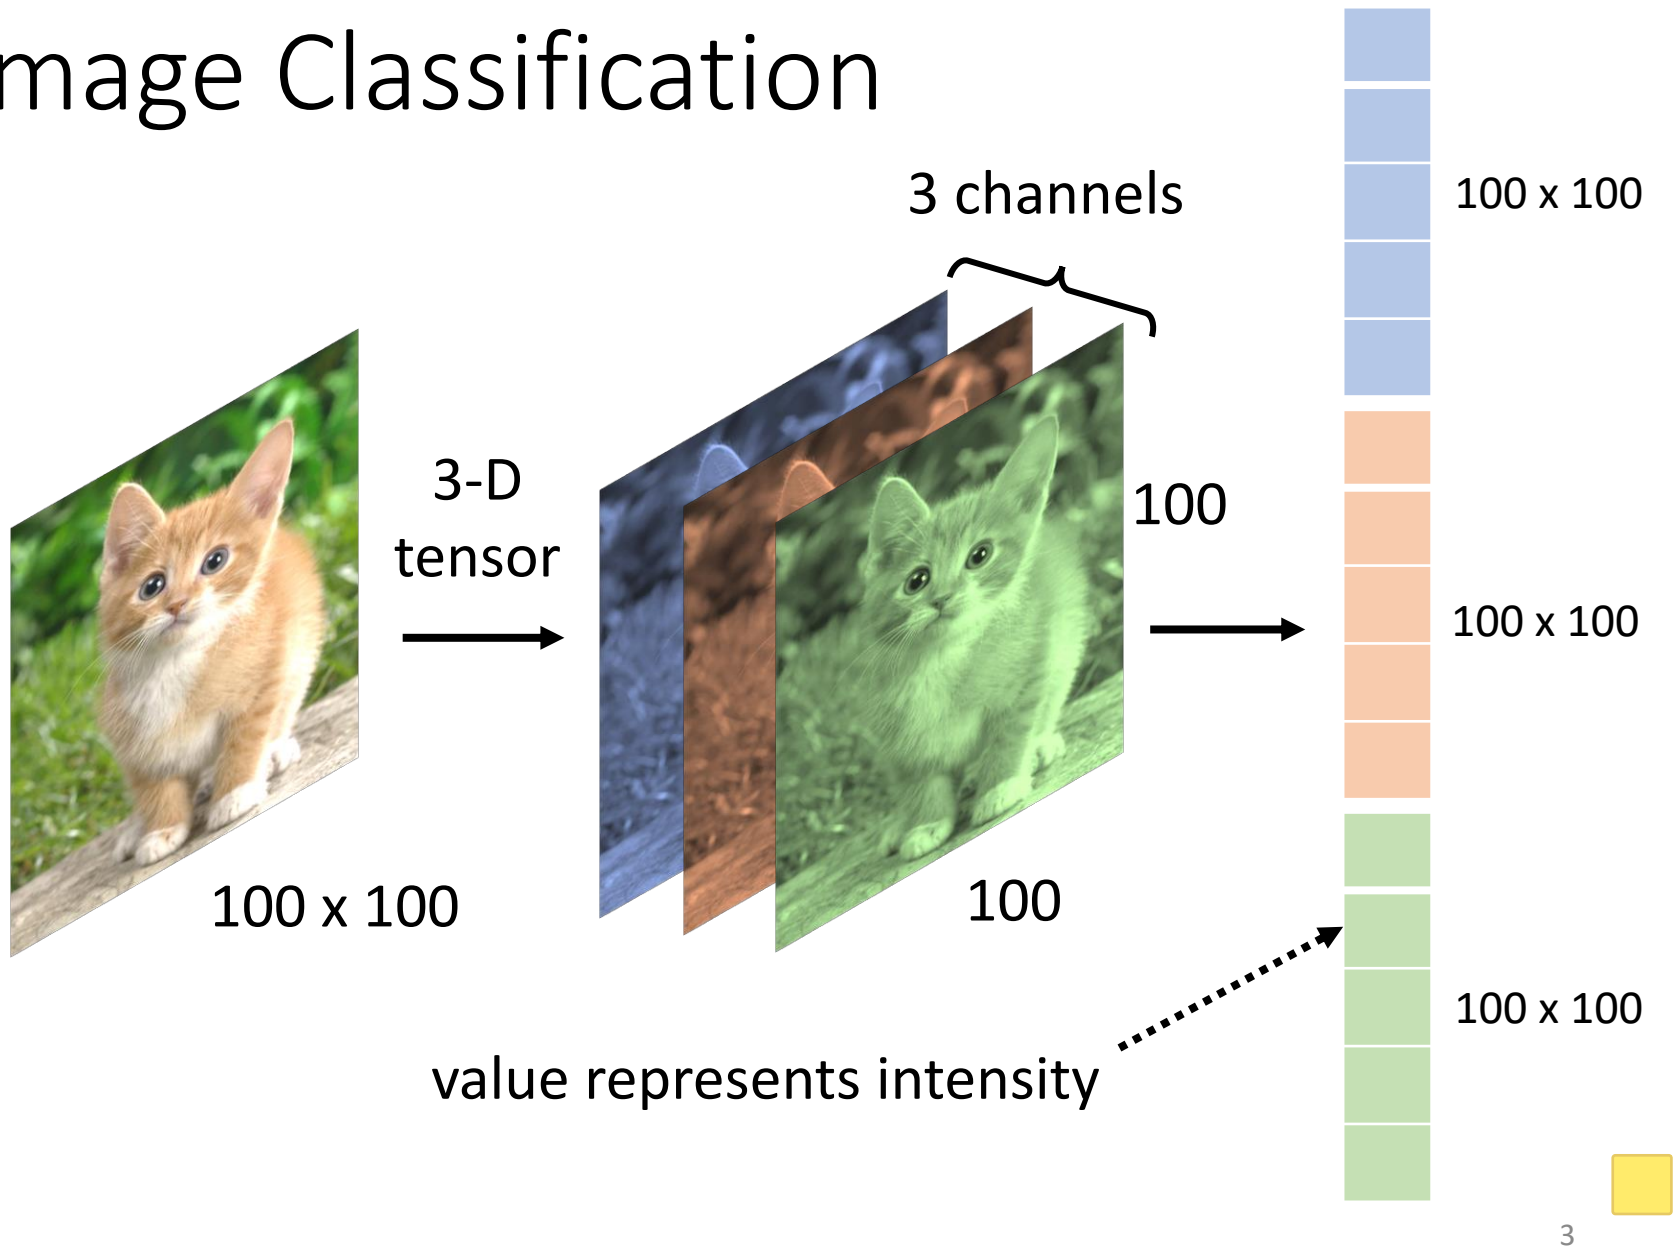 mage Classification
3 channels
100 x 100
3-D
tensor
100
100 x 100
100 x 100
100
100 x 100
value represents intensity
3